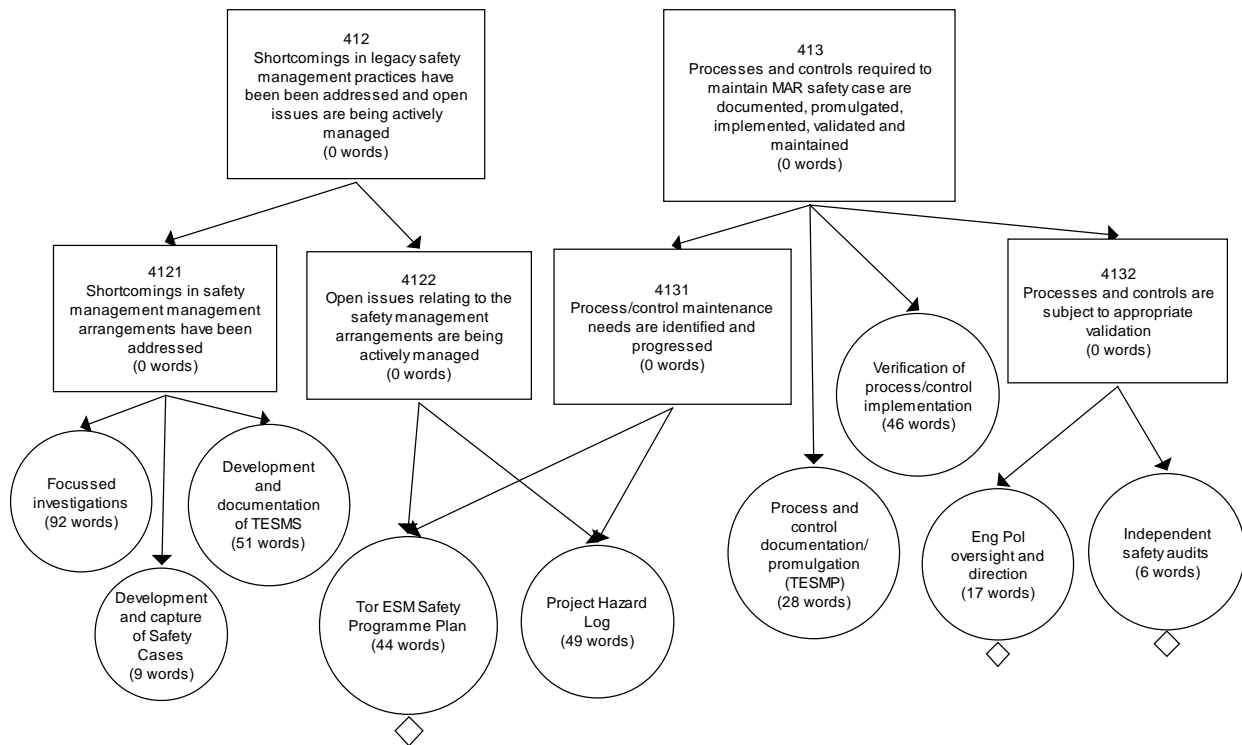 412
Shortcomings in legacy safety
management practices have
been been addressed and open
issues are being actively
managed
(0 words)
413
Processes and controls required to
maintain MAR safety case are
documented, promulgated,
implemented, validated and
maintained
(0 words)
4121
Shortcomings in safety
management management
arrangements have been
addressed
(0 words)
4122
Open issues relating to the
safety management
arrangements are being
actively managed
(0 words)
4131
Process/control maintenance
needs are identified and
progressed
(0 words)
4132
Processes and controls are
subject to appropriate
validation
(0 words)
Verification of
process/control
implementation
(46 words)
Focussed
investigations
(92 words)
Development
and
documentation
of TESMS
(51 words)
Development
and capture
of Safety
Cases
(9 words)
Tor ESM Safety
Programme Plan
(44 words)
Project Hazard
Log
(49 words)
Process and
control
documentation/
promulgation
(TESMP)
(28 words)
Eng Pol
oversight and
direction
(17 words)
Independent
safety audits
(6 words)